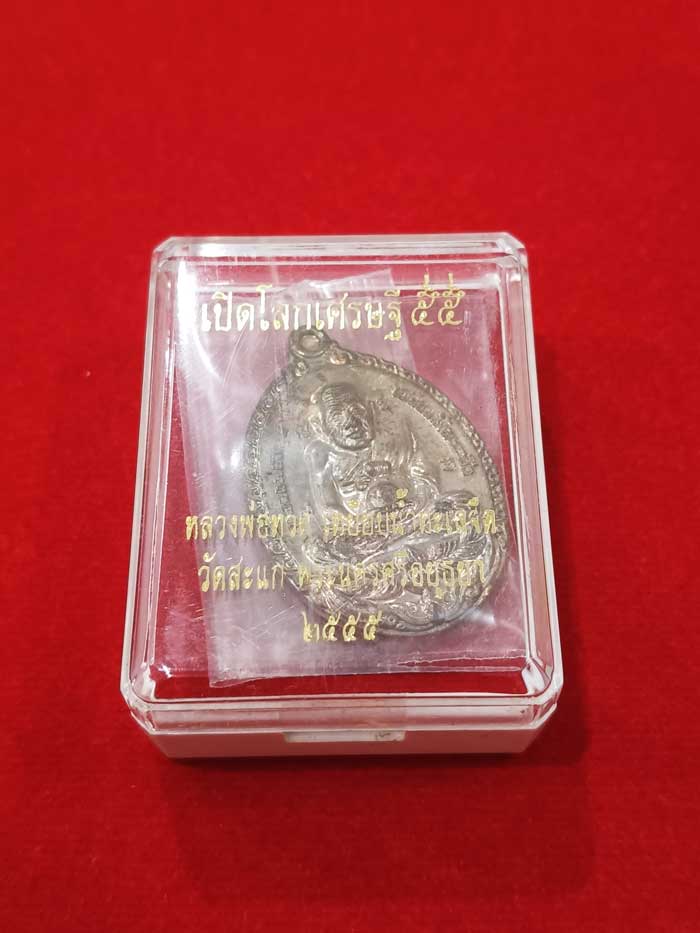 เปิดโลกเศรษฐี ๕๕
หลวงพ่อทวด เหยียบน้ำทะเลจืด
วัดสะแก พระนครศรีอยุธยา
๒๕๕๕